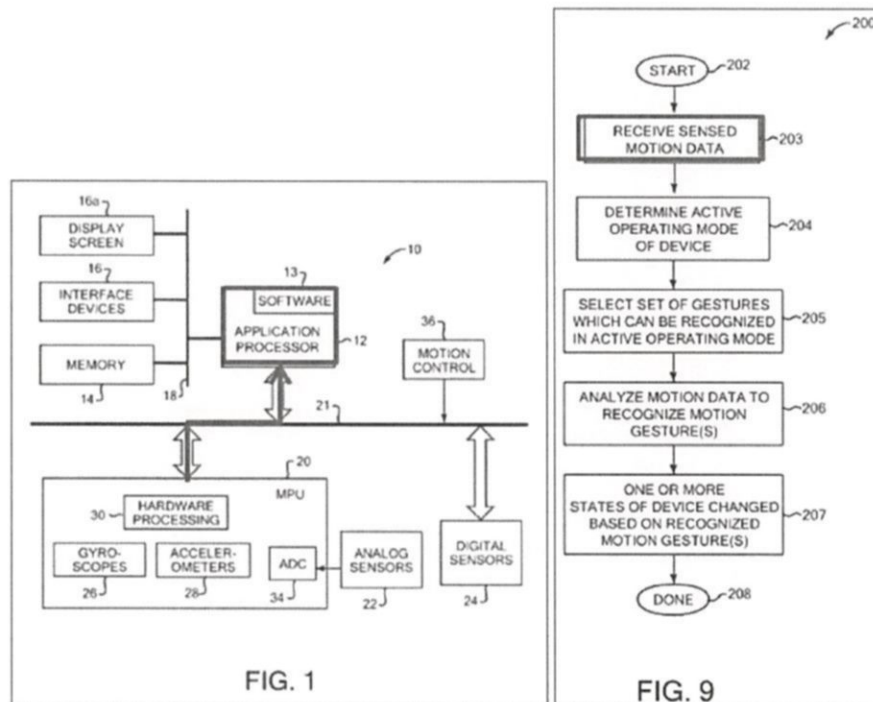 16a
DISPLAY
SCREEN
16
INTERFACE
DEVICES
MEMORY
14
18
10
13
SOFTWARE
APPLICATION
PROCESSOR
12
36
MOTION
CONTROL
21
20
MPU
30
HARDWARE
PROCESSING
GYRO-
SCOPES
26
ACCELER-
OMETERS
28
ADC
34
ANALOG
SENSORS
22
DIGITAL
SENSORS
24
FIG. 1
200
START
202
RECEIVE SENSED
MOTION DATA
203
DETERMINE ACTIVE
OPERATING MODE
OF DEVICE
204
SELECT SET OF GESTURES
WHICH CAN BE RECOGNIZED
IN ACTIVE OPERATING MODE
205
ANALYZE MOTION DATA TO
RECOGNIZE MOTION
GESTURE(S)
206
ONE OR MORE
STATES OF DEVICE CHANGED
BASED ON RECOGNIZED
MOTION GESTURE(S)
207
DONE
208
FIG. 9